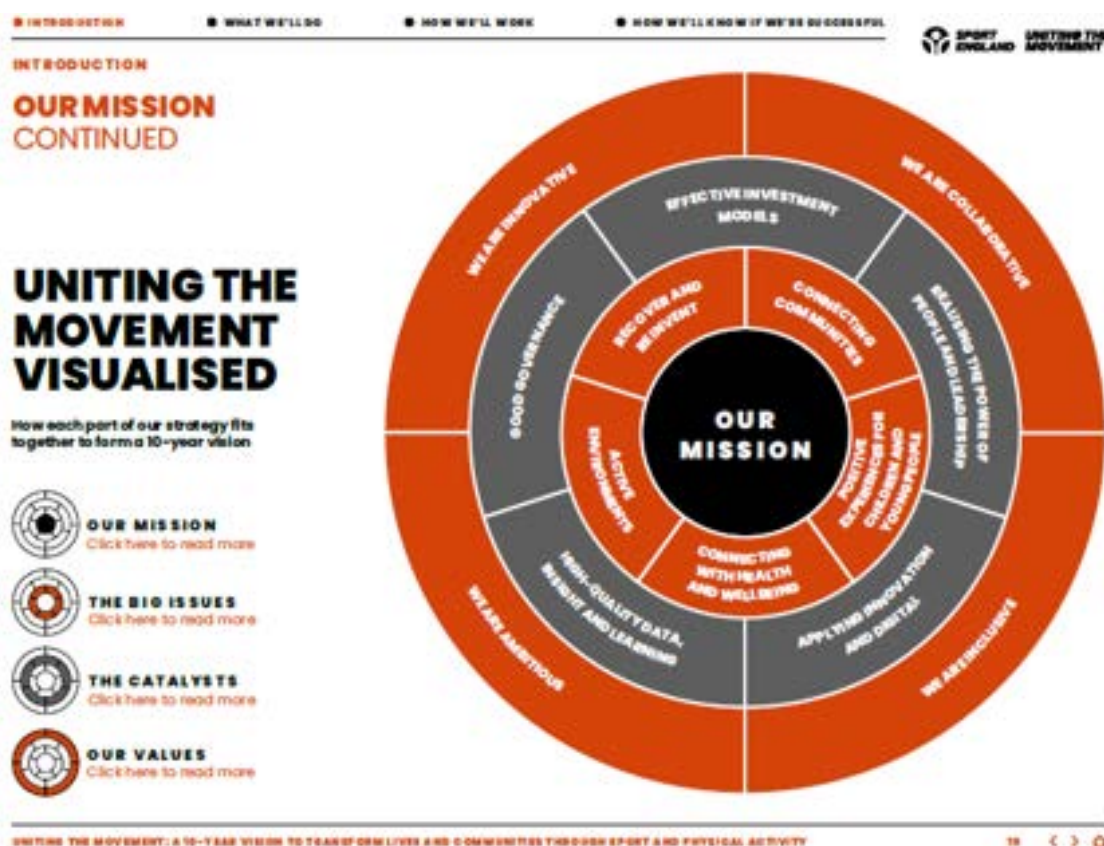 INTRODUCTION
WHAT WE'LL DO
HOW WE'LL WORK
HOW WE'LL KNOW IF WE'RE SUCCESSFUL
SPORT
ENGLAND
UNITING THE
MOVEMENT
INTRODUCTION
OUR MISSION
CONTINUED
UNITING THE
MOVEMENT
VISUALISED
How each part of our strategy fits
together to form a 10-year vision
OUR MISSION
Click here to read more
THE BIG ISSUES
Click here to read more
THE CATALYSTS
Click here to read more
OUR VALUES
Click here to read more
WE ARE INNOVATIVE
WE ARE COLLABORATIVE
WE ARE INCLUSIVE
WE ARE AMBITIOUS
EFFECTIVE INVESTMENT
MODELS
REALISING THE POWER OF
PEOPLE AND LEADERSHIP
APPLYING INNOVATION
AND DIGITAL
HIGH-QUALITY DATA,
INSIGHT AND LEARNING
GOOD GOVERNANCE
RECOVER AND
REINVENT
CONNECTING
COMMUNITIES
POSITIVE
EXPERIENCES FOR
CHILDREN AND
YOUNG PEOPLE
CONNECTING
WITH HEALTH
AND WELLBEING
ACTIVE
ENVIRONMENTS
OUR
MISSION
UNITING THE MOVEMENT: A 10-YEAR VISION TO TRANSFORM LIVES AND COMMUNITIES THROUGH SPORT AND PHYSICAL ACTIVITY